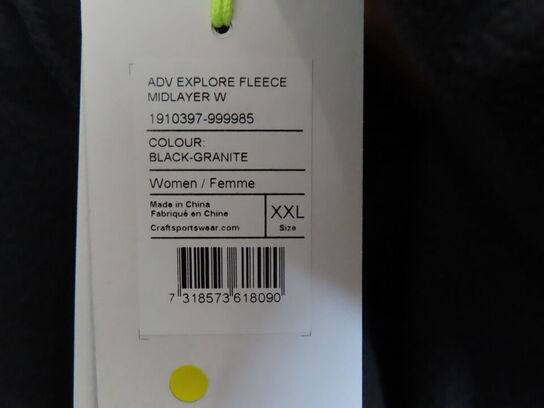 ADV EXPLORE FLEECE
MIDLAYER W
1910397-999985
COLOUR:
BLACK-GRANITE
Women / Femme
Made in China
Fabriqué en Chine
Craftsportswear.com
XXL
Size
7 318573 618090